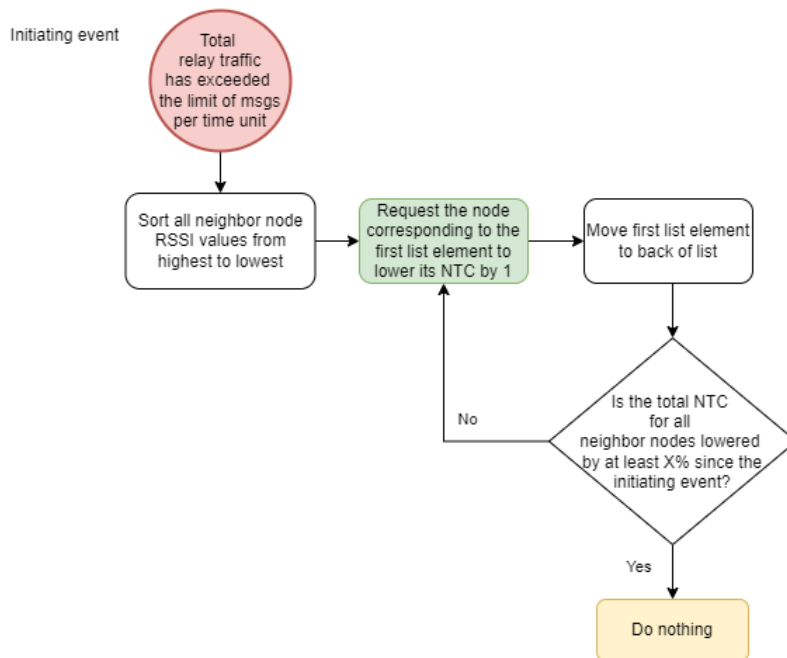 Initiating event
Total
relay traffic
has exceeded
the limit of msgs
per time unit
Sort all neighbor node
RSSI values from
highest to lowest
Request the node
corresponding to the
first list element to
lower its NTC by 1
Move first list element
to back of list
Is the total NTC
for all
neighbor nodes lowered
by at least X% since the
initiating event?
No
Yes
Do nothing